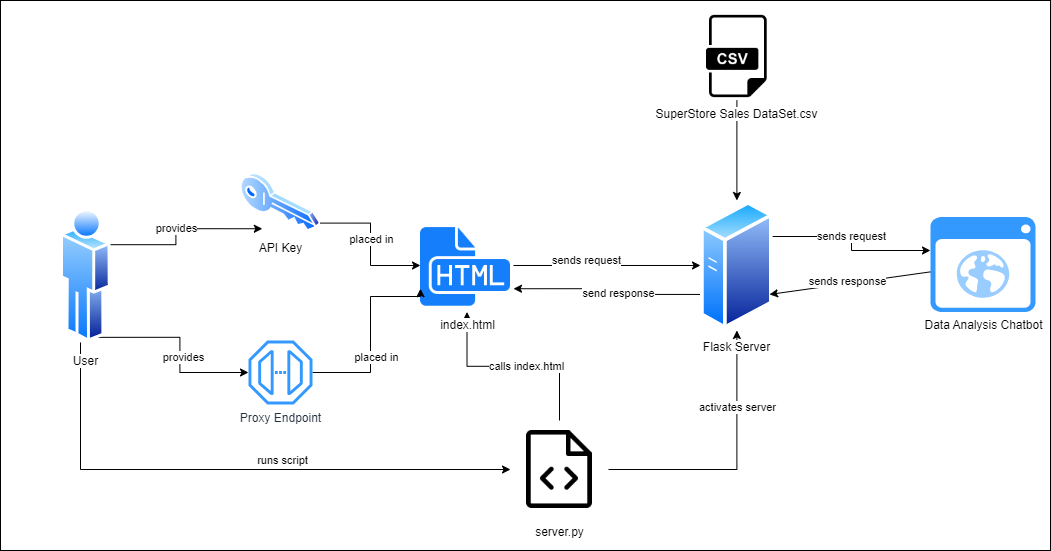 CSV
SuperStore Sales DataSet.csv
provides
API Key
placed in
HTML
index.html
sends request
send response
sends request
sends response
Data Analysis Chatbot
Flask Server
User
provides
placed in
Proxy Endpoint
calls index.html
activates server
runs script
server.py